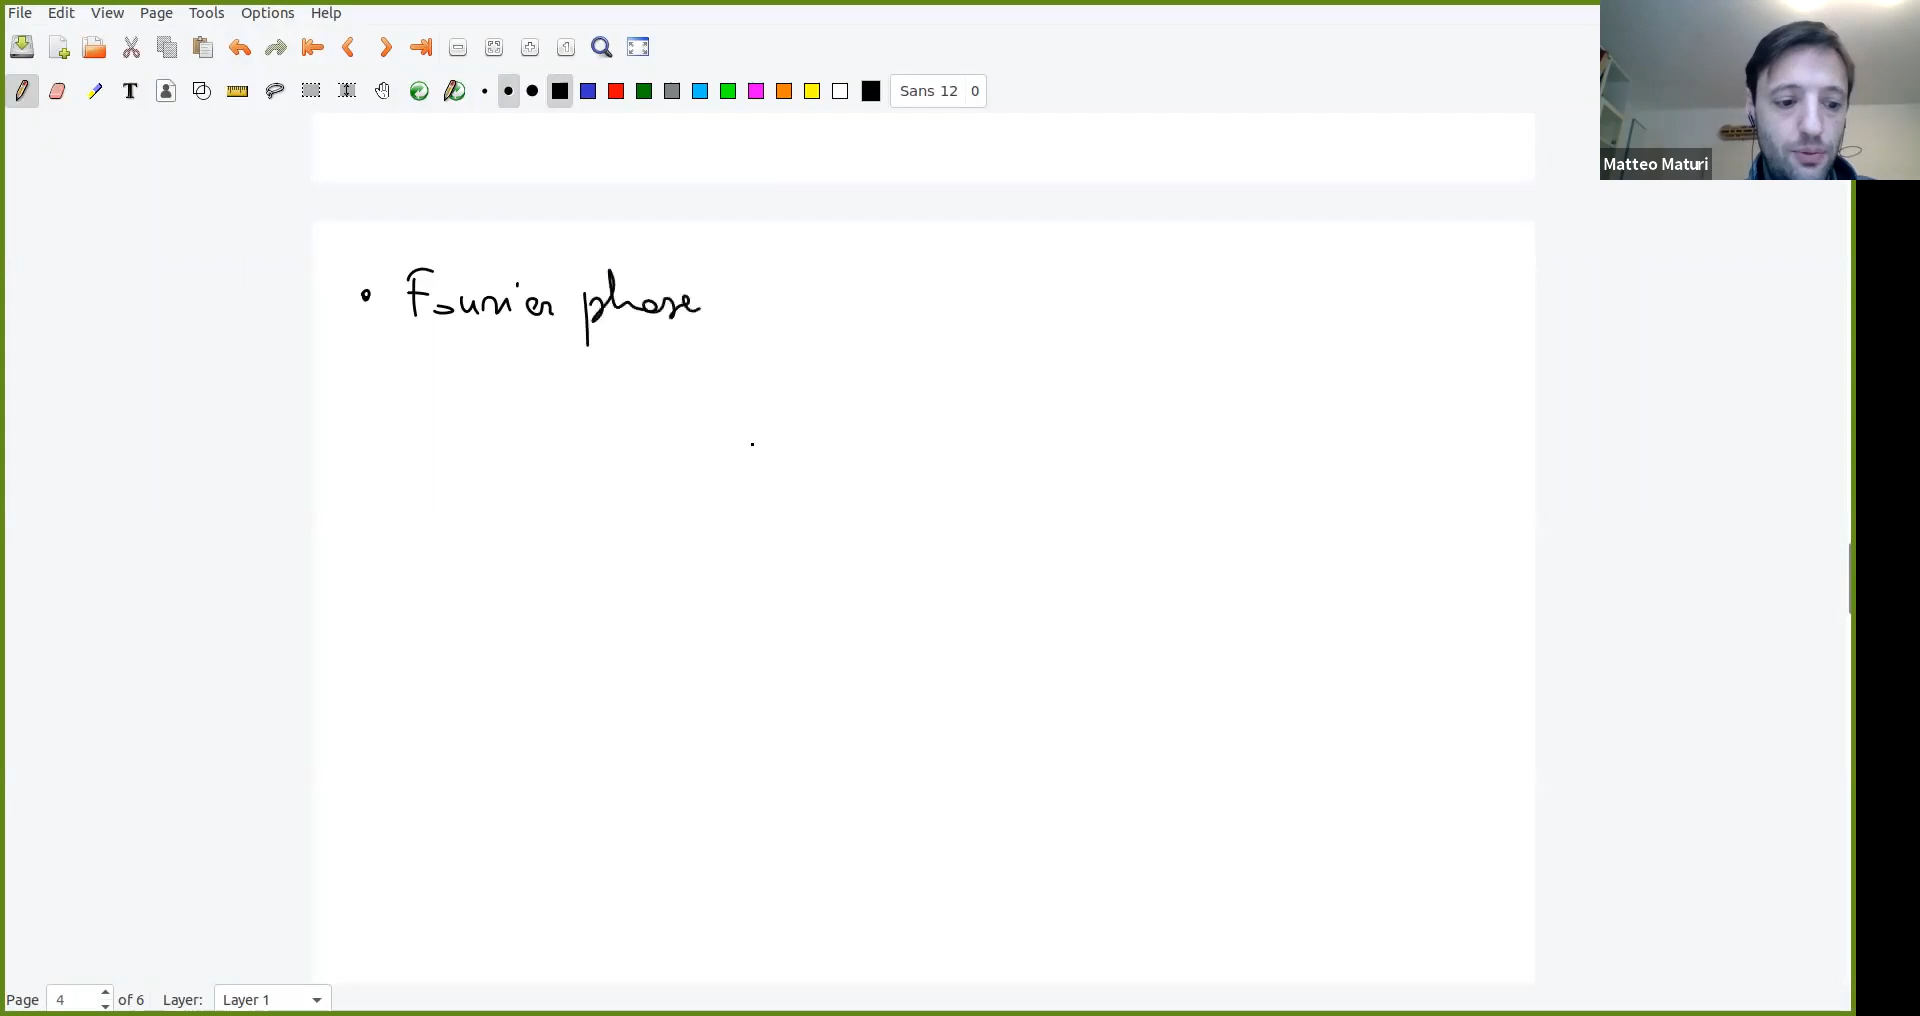 File Edit View Page Tools Options Help
T Sans 12 0
Matteo Maturi
• Fourier phase
Page 4 of 6 Layer: Layer 1